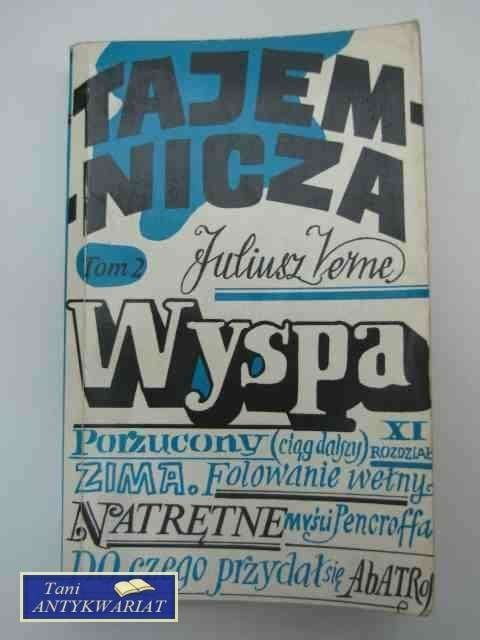 TAJEM-
-NICZA
Tom 2
Juliusz Verne
Wyspa
Porzucony (ciąg dalszy) XI
ROZDZIAŁ
ZIMA. Folowanie wełny.
NATRĘTNE myśli Pencroffa
DO czego przydał się AbATRos
Tani
ANTYKWARIAT